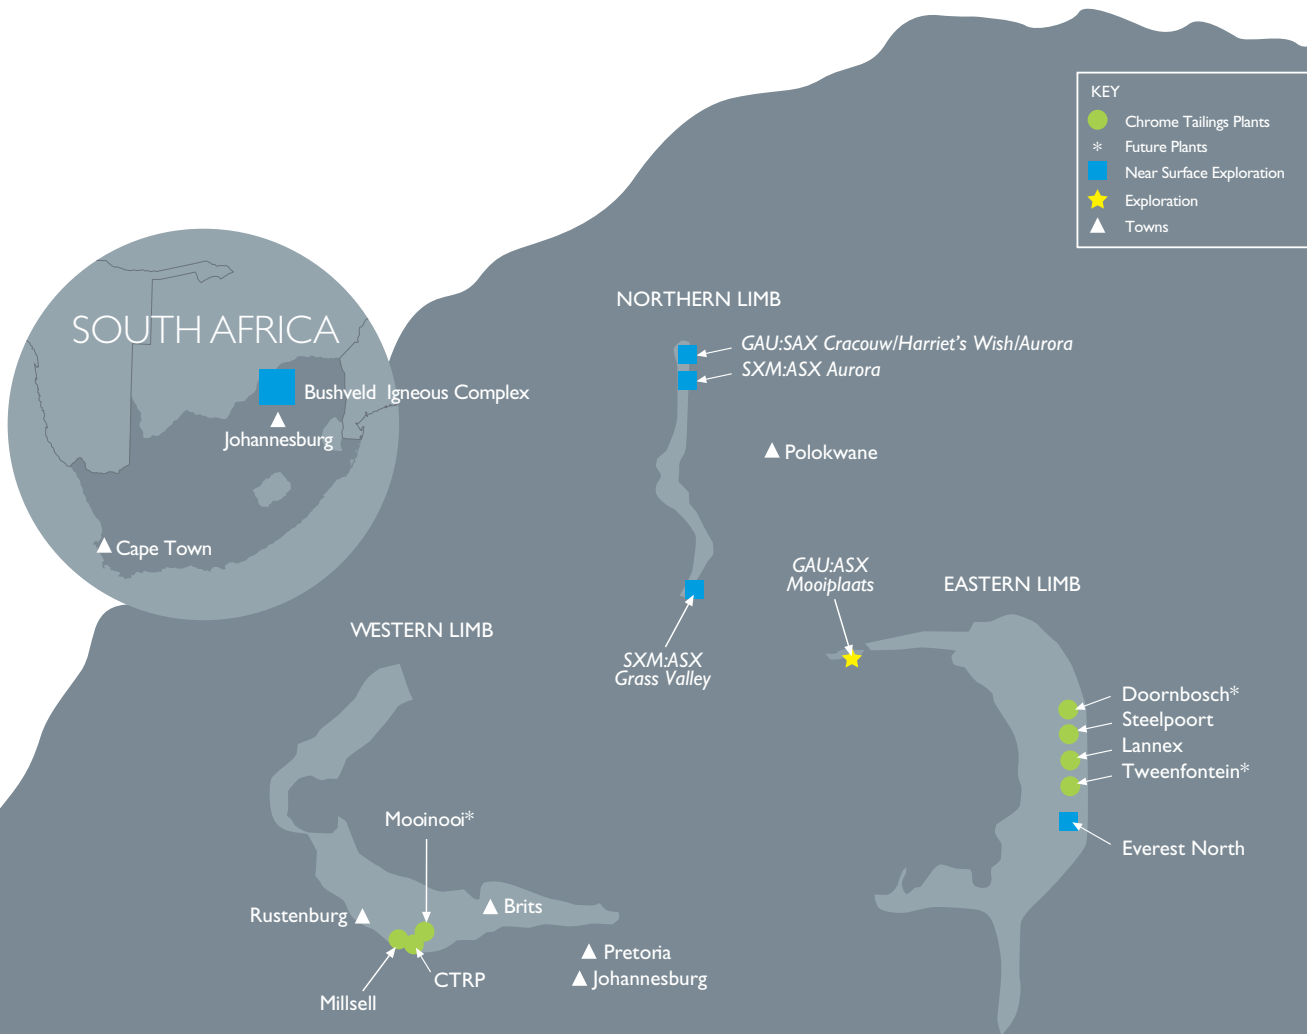 KEY
Chrome Tailings Plants
* Future Plants
Near Surface Exploration
Exploration
Towns
SOUTH AFRICA
Bushveld Igneous Complex
Johannesburg
Cape Town
NORTHERN LIMB
GAU:SAX Cracouw/Harriet's Wish/Aurora
SXM:ASX Aurora
Polokwane
GAU:ASX
Mooiplaats
SXM:ASX
Grass Valley
EASTERN LIMB
Doornbosch*
Steelpoort
Lannex
Tweenfontein*
Everest North
WESTERN LIMB
Mooinooi*
Rustenburg
Brits
Pretoria
Johannesburg
CTRP
Millsell